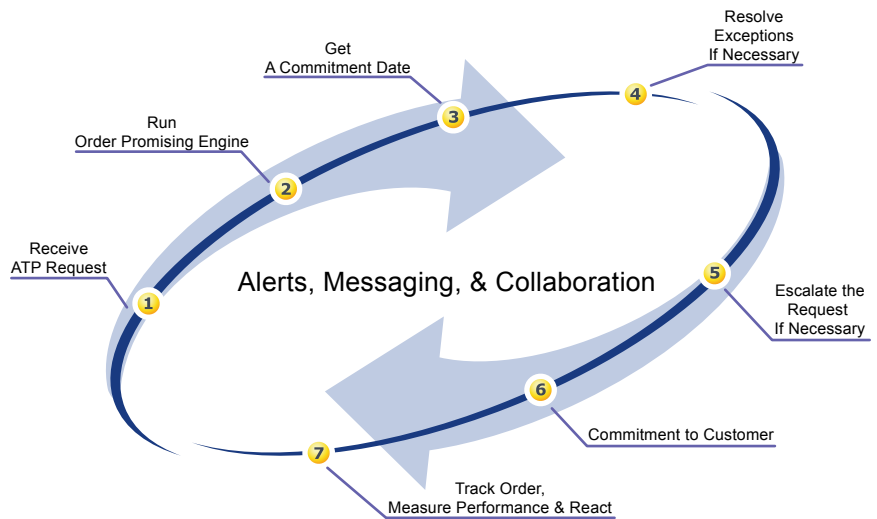 Receive
ATP Request
1
Run
Order Promising Engine
2
Get
A Commitment Date
3
Resolve
Exceptions
If Necessary
4
Alerts, Messaging, & Collaboration
5
Escalate the
Request
If Necessary
6
Commitment to Customer
7
Track Order,
Measure Performance & React